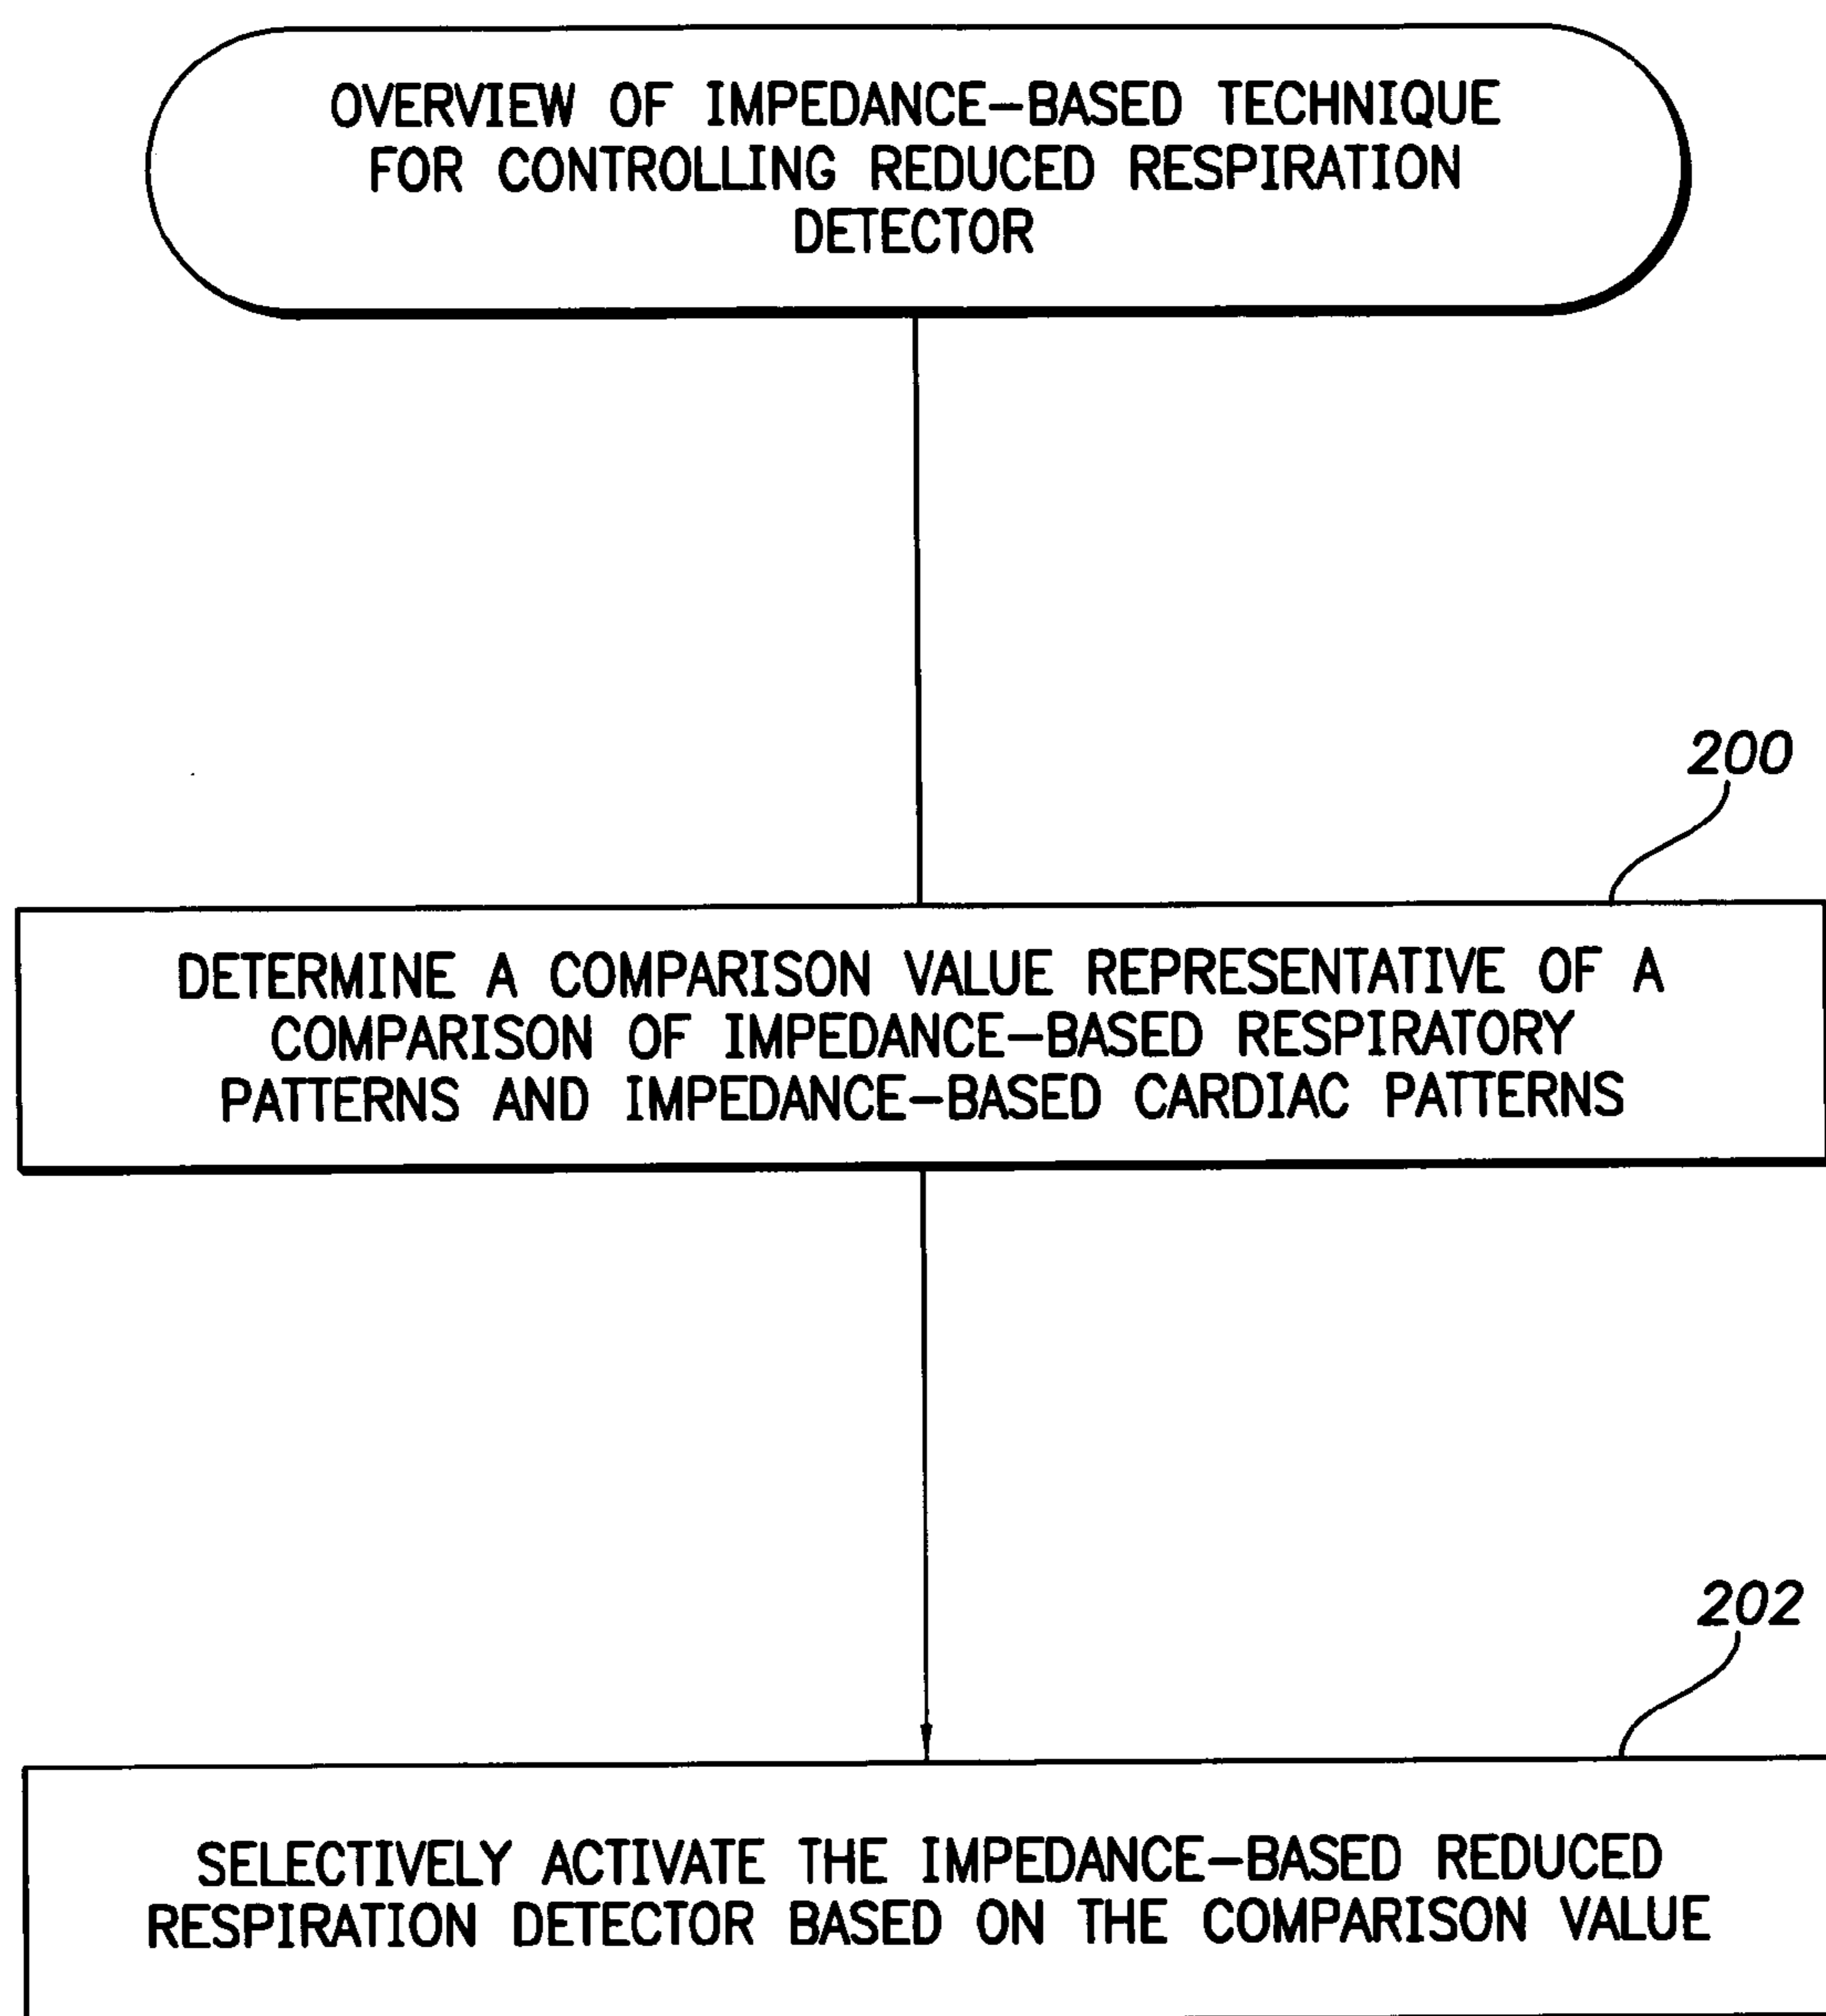 OVERVIEW OF IMPEDANCE–BASED TECHNIQUE
FOR CONTROLLING REDUCED RESPIRATION
DETECTOR
200
DETERMINE A COMPARISON VALUE REPRESENTATIVE OF A
COMPARISON OF IMPEDANCE–BASED RESPIRATORY
PATTERNS AND IMPEDANCE–BASED CARDIAC PATTERNS
202
SELECTIVELY ACTIVATE THE IMPEDANCE–BASED REDUCED
RESPIRATION DETECTOR BASED ON THE COMPARISON VALUE